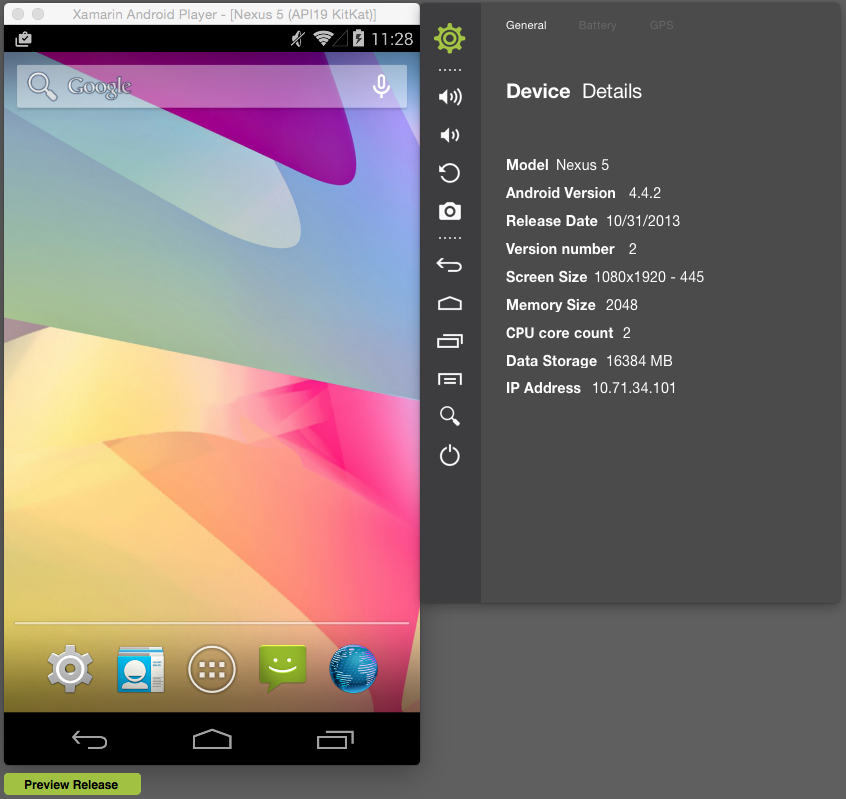 Xamarin Android Player - [Nexus 5 (API19 KitKat)]
11:28
Google
General Battery GPS
Device Details
Model Nexus 5
Android Version 4.4.2
Release Date 10/31/2013
Version number 2
Screen Size 1080x1920 - 445
Memory Size 2048
CPU core count 2
Data Storage 16384 MB
IP Address 10.71.34.101
Preview Release